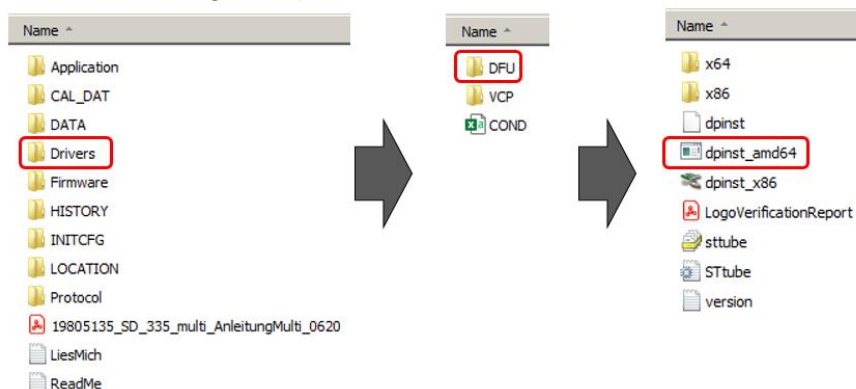 Name
Application
CAL_DAT
DATA
Drivers
Firmware
HISTORY
INITCFG
LOCATION
Protocol
19805135_SD_335_multi_AnleitungMulti_0620
LiesMich
ReadMe
Name
DFU
VCP
COND
Name
x64
x86
dpinst
dpinst_amd64
dpinst_x86
LogoVerificationReport
sttube
STtube
version